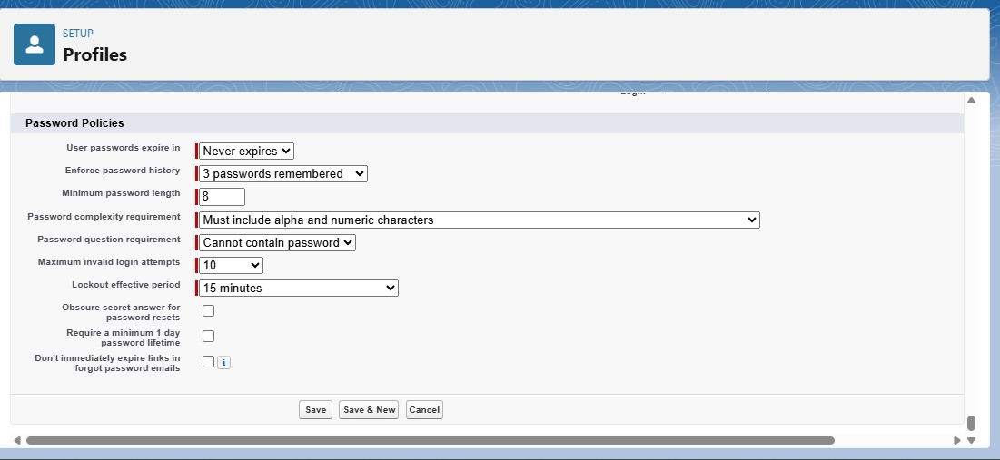 SETUP
Profiles
Login
Password Policies
User passwords expire in Never expires
Enforce password history 3 passwords remembered
Minimum password length 8
Password complexity requirement Must include alpha and numeric characters
Password question requirement Cannot contain password
Maximum invalid login attempts 10
Lockout effective period 15 minutes
Obscure secret answer for
password resets
Require a minimum 1 day
password lifetime
Don't immediately expire links in
forgot password emails i
Save Save & New Cancel